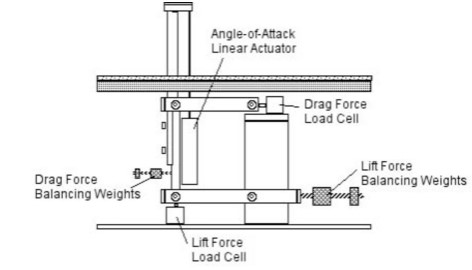 Angle-of-Attack
Linear Actuator
Drag Force
Load Cell
Lift Force
Balancing Weights
Drag Force
Balancing Weights
Lift Force
Load Cell